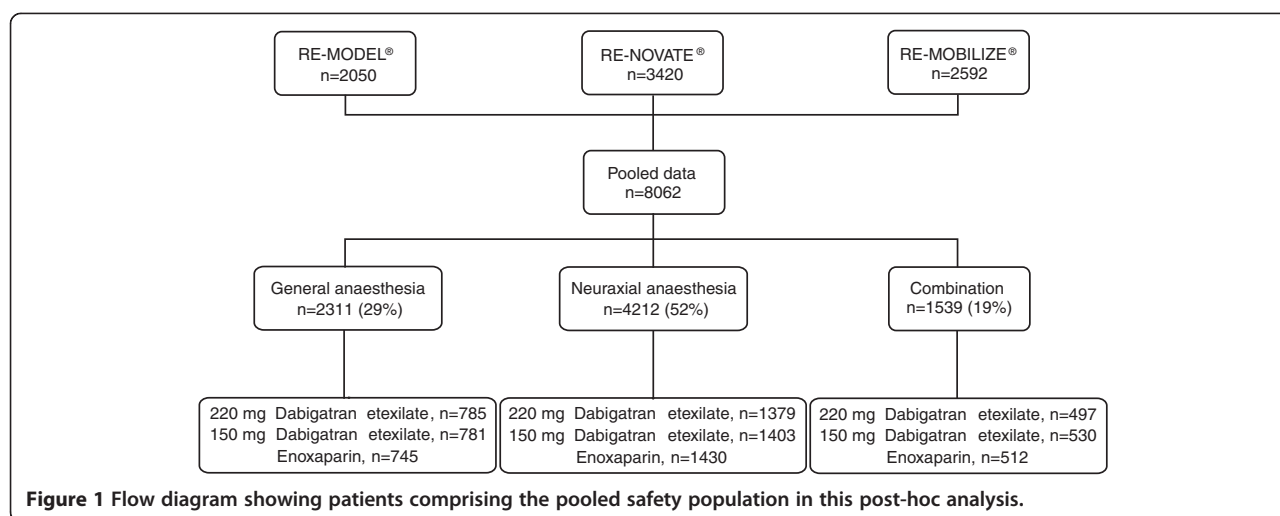 RE-MODEL®
n=2050
RE-NOVATE®
n=3420
RE-MOBILIZE®
n=2592
Pooled data
n=8062
General anaesthesia
n=2311 (29%)
Neuraxial anaesthesia
n=4212 (52%)
Combination
n=1539 (19%)
220 mg Dabigatran etexilate, n=785
150 mg Dabigatran etexilate, n=781
Enoxaparin, n=745
220 mg Dabigatran etexilate, n=1379
150 mg Dabigatran etexilate, n=1403
Enoxaparin, n=1430
220 mg Dabigatran etexilate, n=497
150 mg Dabigatran etexilate, n=530
Enoxaparin, n=512
Figure 1 Flow diagram showing patients comprising the pooled safety population in this post-hoc analysis.